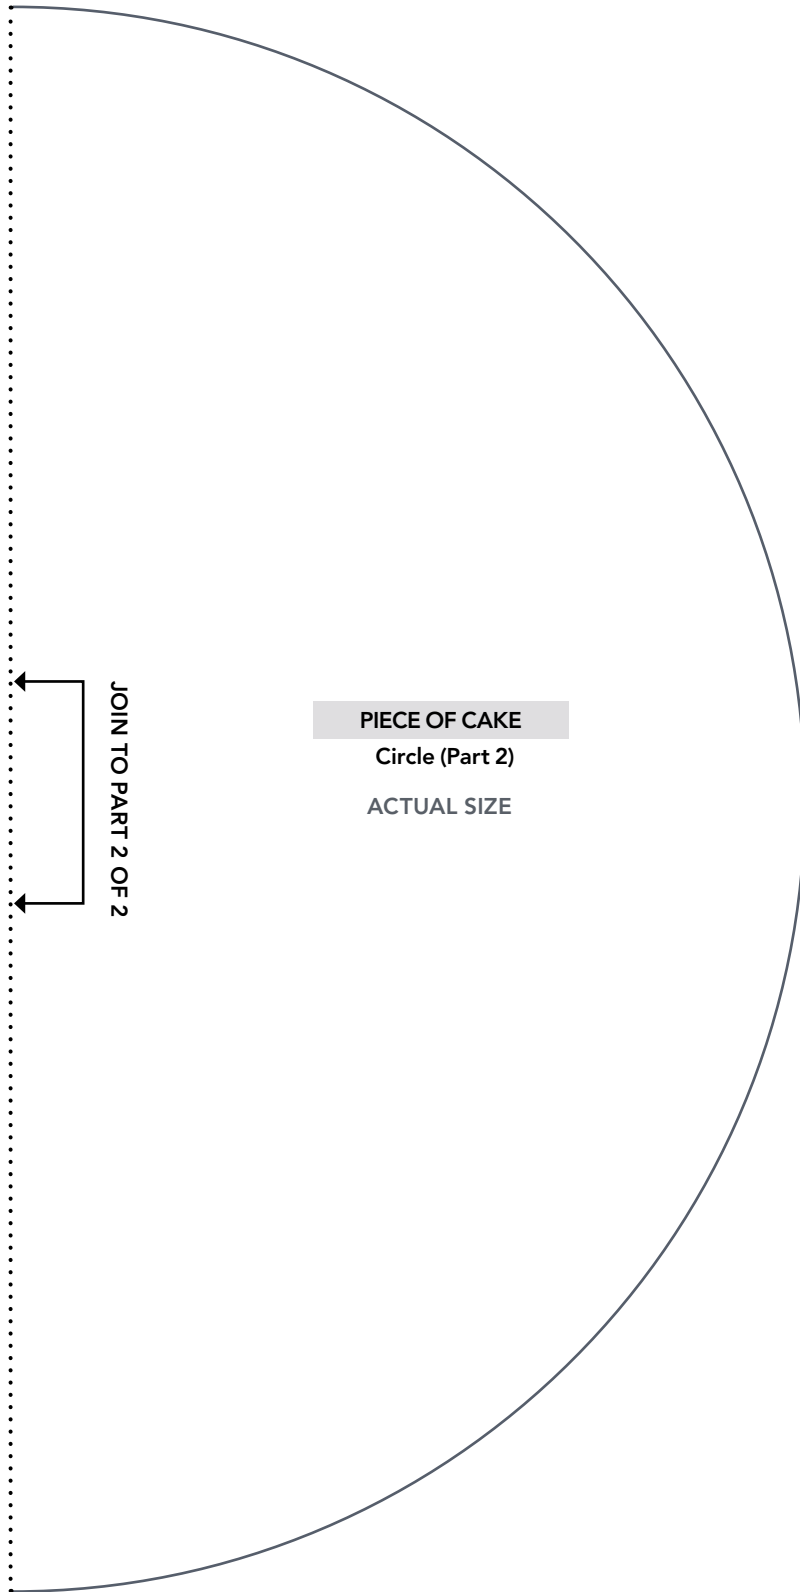 JOIN TO PART 2 OF 2
PIECE OF CAKE
Circle (Part 2)
ACTUAL SIZE